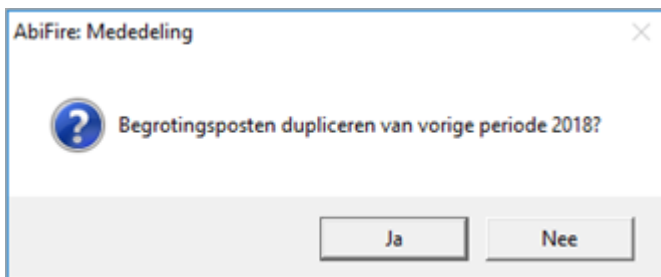 AbiFire: Mededeling
Begrotingsposten dupliceren van vorige periode 2018?
Ja
Nee